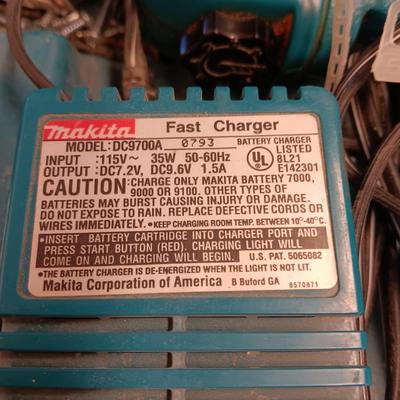 Makita Fast Charger
MODEL:DC9700A 0793 BATTERY CHARGER
INPUT :115V~ 35W 50-60Hz LISTED
BL21
OUTPUT :DC7.2V, DC9.6V 1.5A E142301
UL
CAUTION: CHARGE ONLY MAKITA BATTERY 7000,
9000 OR 9100. OTHER TYPES OF
BATTERIES MAY BURST CAUSING INJURY OR DAMAGE.
DO NOT EXPOSE TO RAIN. REPLACE DEFECTIVE CORDS OR
WIRES IMMEDIATELY. •KEEP CHARGING ROOM TEMP. BETWEEN 10°-40°C.
•INSERT BATTERY CARTRIDGE INTO CHARGER PORT AND
PRESS START BUTTON (RED). CHARGING LIGHT WILL
COME ON AND CHARGING WILL BEGIN. U.S. PAT. 5065082
•THE BATTERY CHARGER IS DE-ENERGIZED WHEN THE LIGHT IS NOT LIT.
Makita Corporation of America B Buford GA 8570871